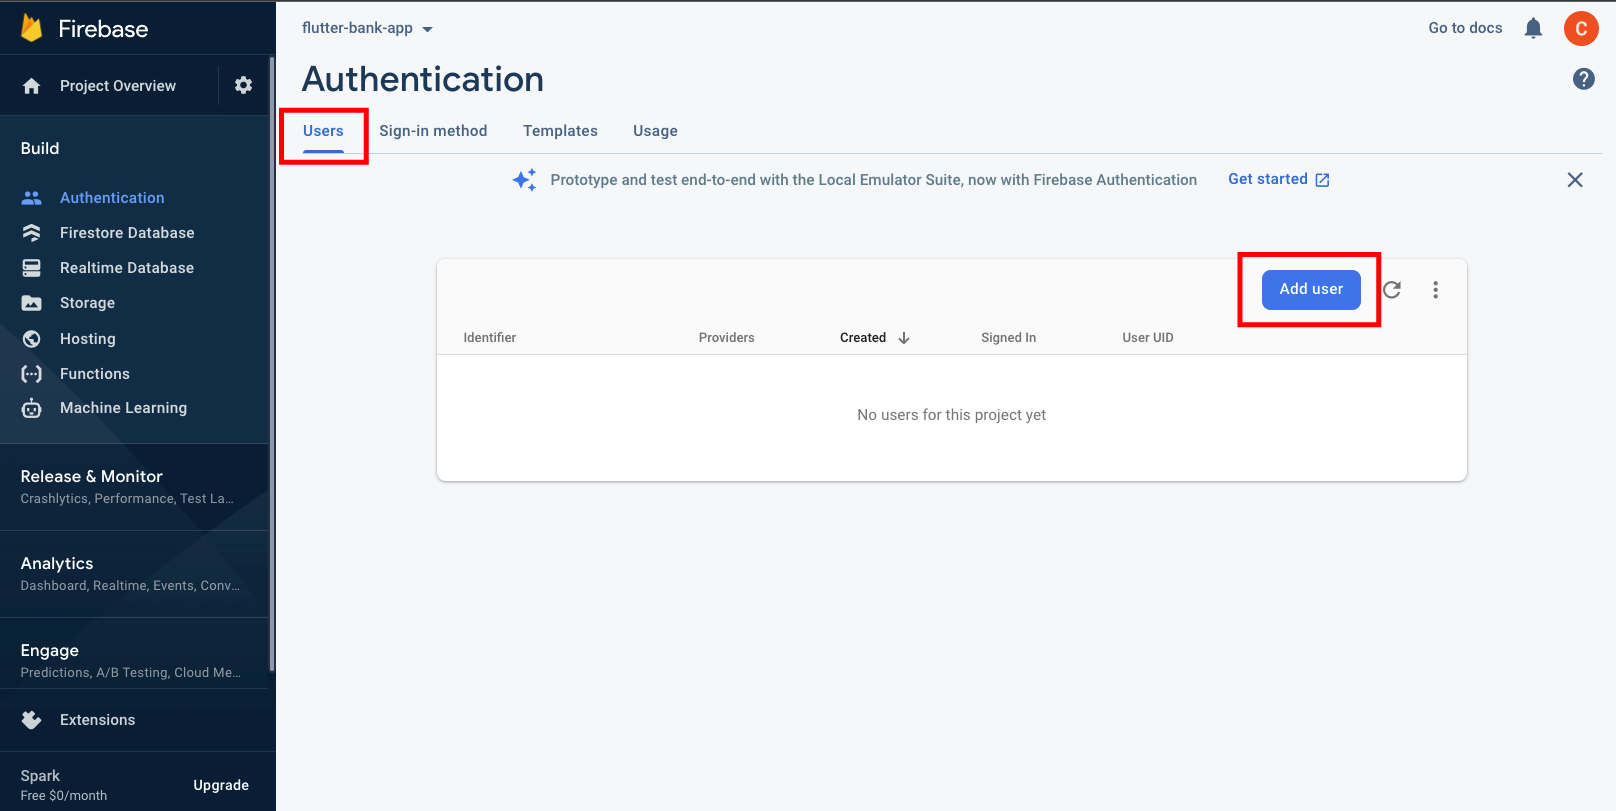 Firebase
Project Overview
Build
Authentication
Firestore Database
Realtime Database
Storage
Hosting
Functions
Machine Learning
Release & Monitor
Crashlytics, Performance, Test La...
Analytics
Dashboard, Realtime, Events, Conv...
Engage
Predictions, A/B Testing, Cloud Me...
Extensions
Spark
Free $0/month
Upgrade
flutter-bank-app
Go to docs
C
Authentication
?
Users Sign-in method Templates Usage
Prototype and test end-to-end with the Local Emulator Suite, now with Firebase Authentication Get started
Add user
Identifier Providers Created Signed In User UID
No users for this project yet